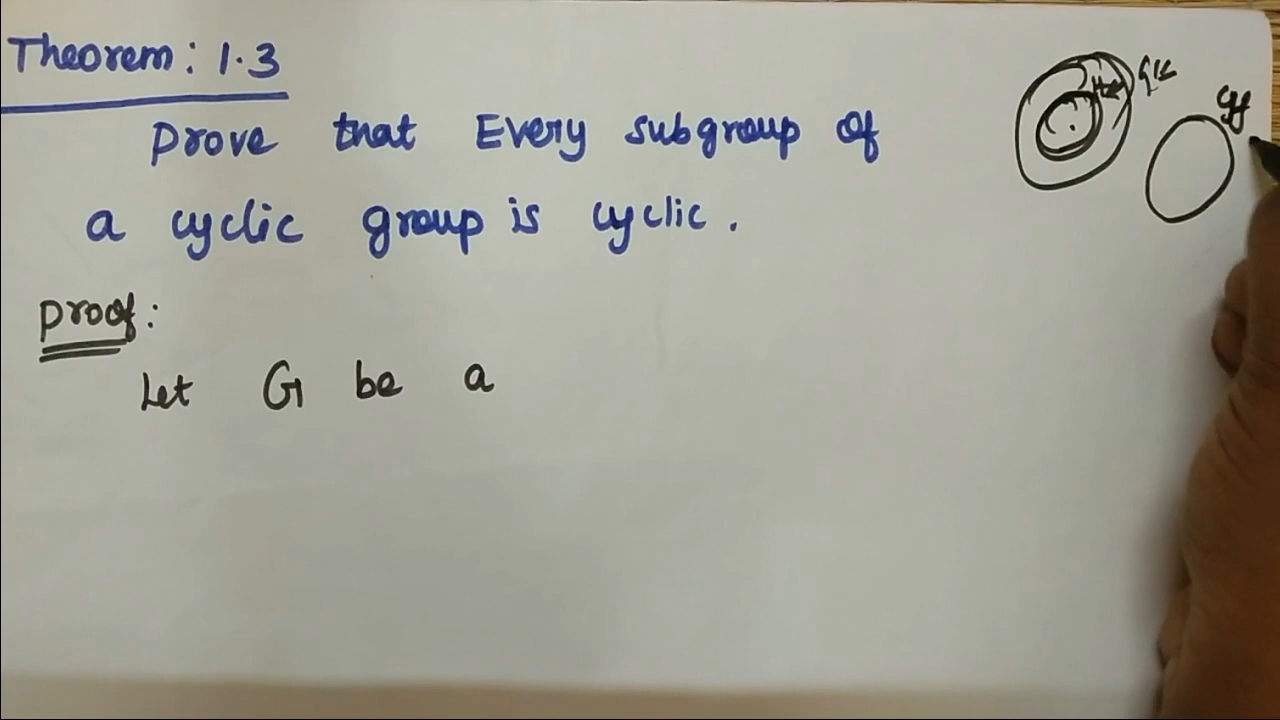 Theorem: 1.3
Prove that Every subgroup of
a cyclic group is cyclic.
Proof:
Let G be a